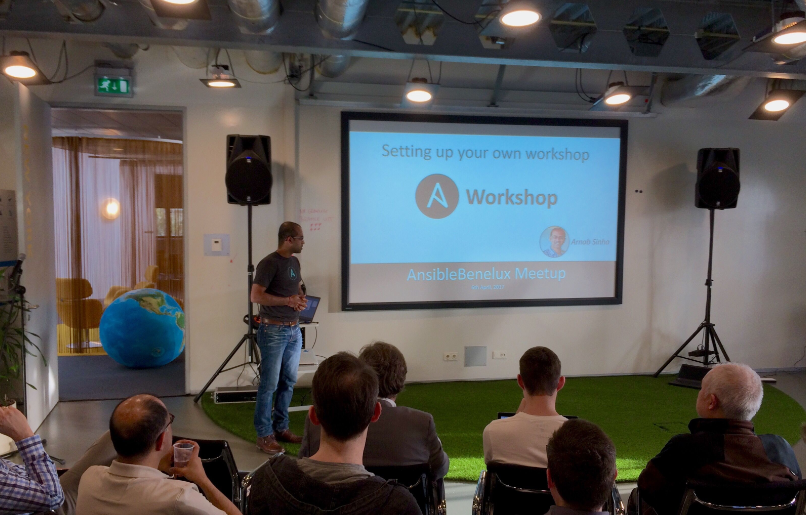 Setting up your own workshop
Workshop
AnsibleBenelux Meetup